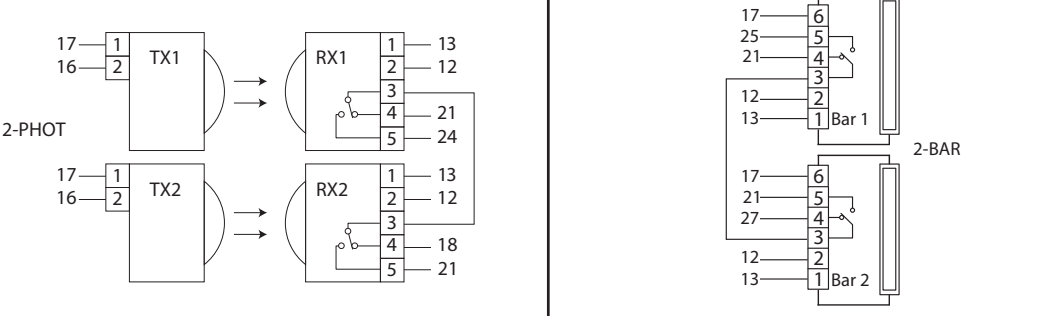 17 1 TX1 RX1 1 13
16 2 2 12
3
4 21
5 24
2-PHOT
17 1 TX2 RX2 1 13
16 2 2 12
3
4 18
5 21
17 6
25 5
21 4
3
12 2
13 1 Bar 1
2-BAR
17 6
21 5
27 4
3
12 2
13 1 Bar 2